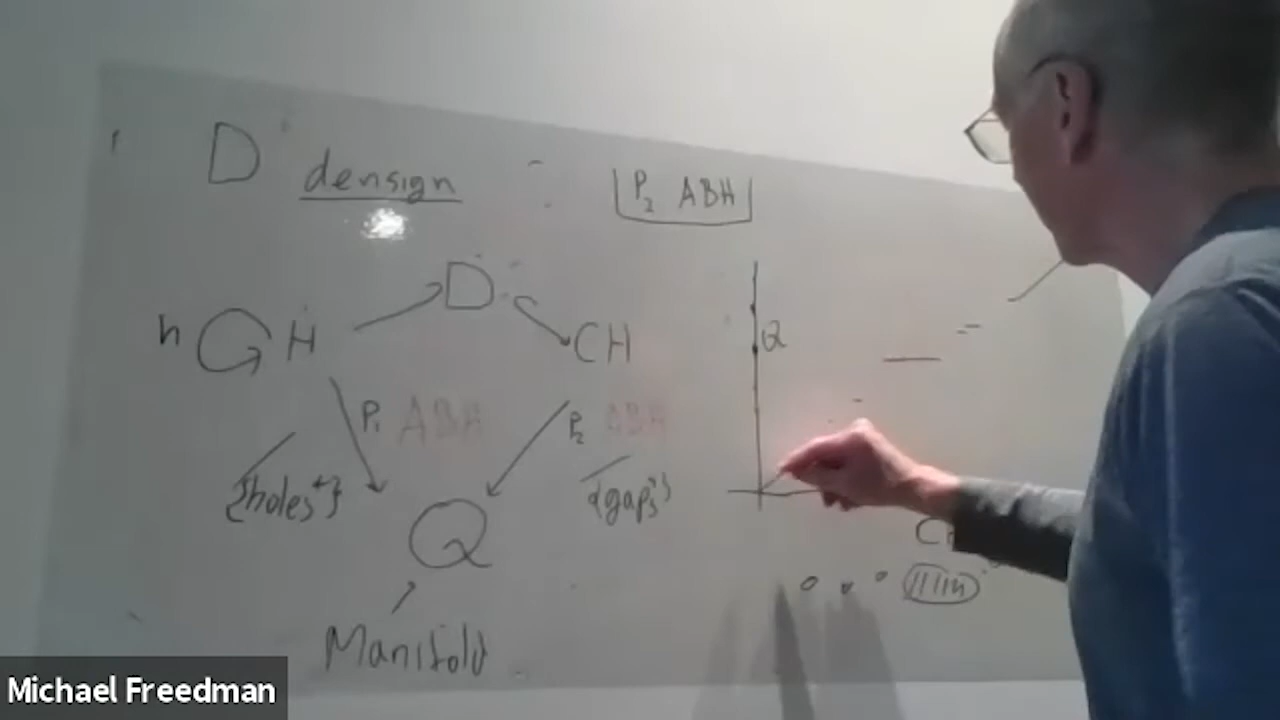 D densign
P₂ ABH
D
h H CH
Q
P₁ ABH P₂ ABH
{holes⁺} {gaps⁺}
Q
Manifold
Michael Freedman